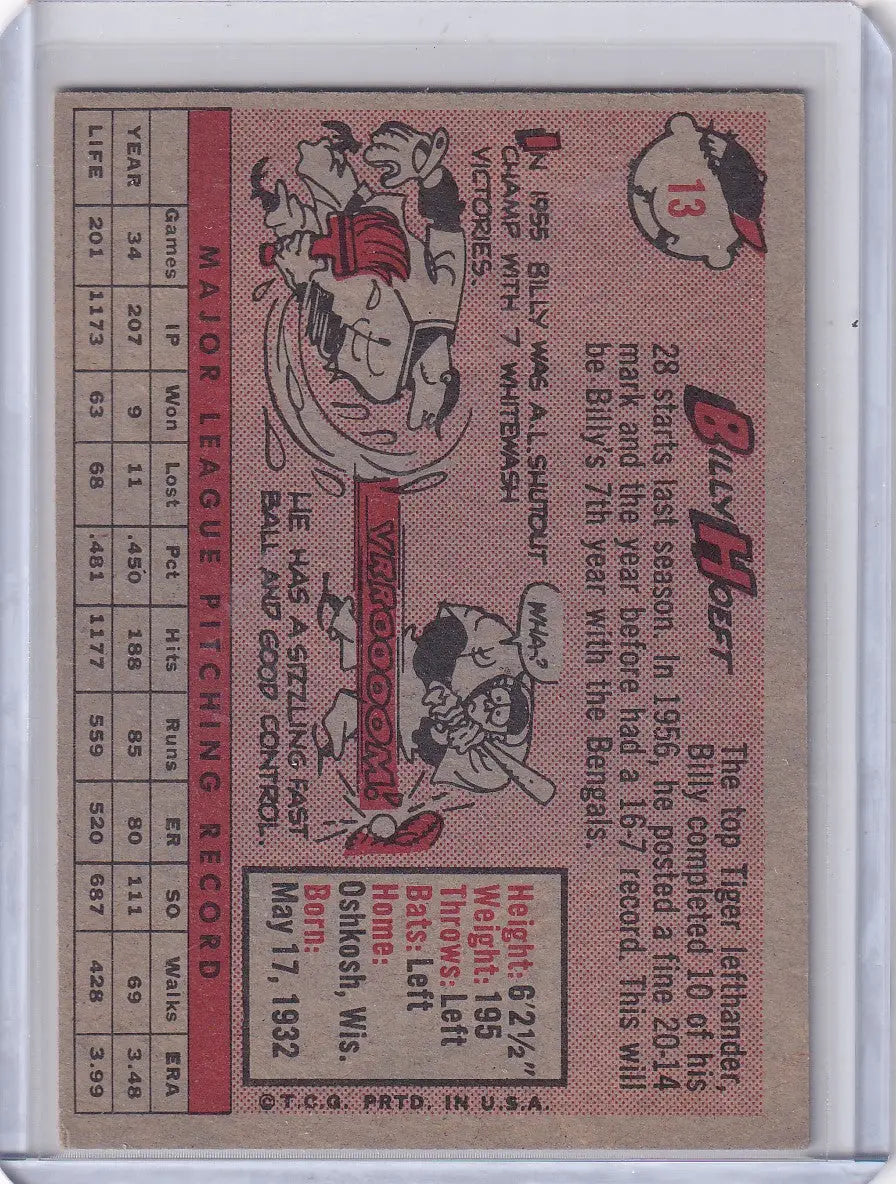 13
BILLY HOEFT
The top Tiger lefthander,
Billy completed 10 of his
28 starts last season. In 1956, he posted a fine 20-14
mark and the year before had a 16-7 record. This will
be Billy's 7th year with the Bengals.
IN 1955 BILLY WAS A.L. SHUTOUT
CHAMP WITH 7 WHITEWASH
VICTORIES.
WHA?
VEROOOOOM!
HE HAS A SIZZLING FAST
BALL AND GOOD CONTROL.
Height: 6'2½"
Weight: 195
Throws: Left
Bats: Left
Home:
Oshkosh, Wis.
Born:
May 17, 1932
©T.C.G. PRTD. IN U.S.A.
MAJOR LEAGUE PITCHING RECORD
Games IP Won Lost Pct Hits Runs ER SO Walks ERA
YEAR 34 207 9 11 .450 188 85 80 111 69 3.48
LIFE 201 1173 63 68 .481 1177 559 520 687 428 3.99